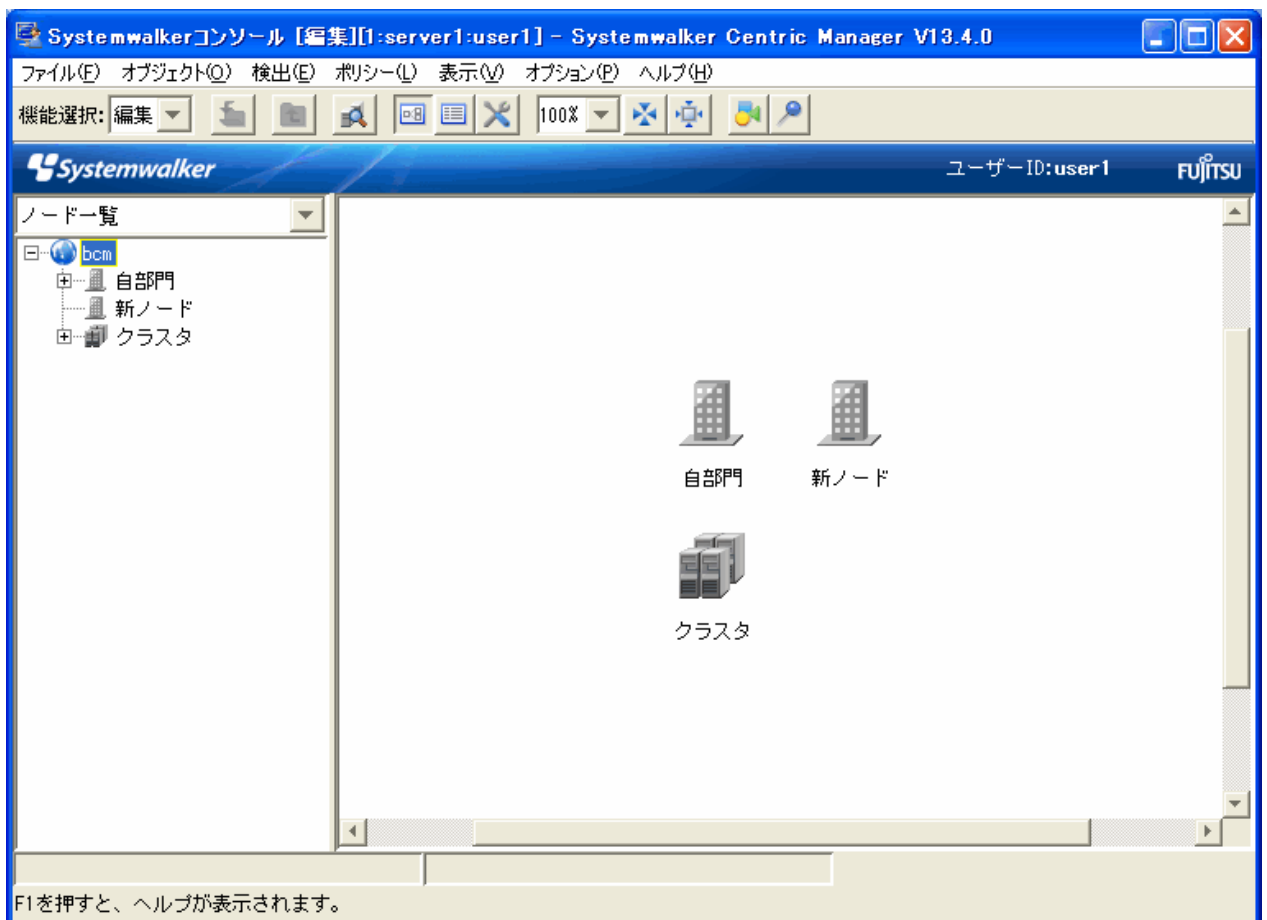 Systemwalkerコンソール [編集][1:server1:user1] - Systemwalker Centric Manager V13.4.0
ファイル(F) オブジェクト(O) 検出(E) ポリシー(L) 表示(V) オプション(P) ヘルプ(H)
機能選択: 編集 100%
Systemwalker ユーザーID:user1 FUJITSU
ノード一覧
bcm
自部門
新ノード
クラスタ
自部門 新ノード
クラスタ
F1を押すと、ヘルプが表示されます。